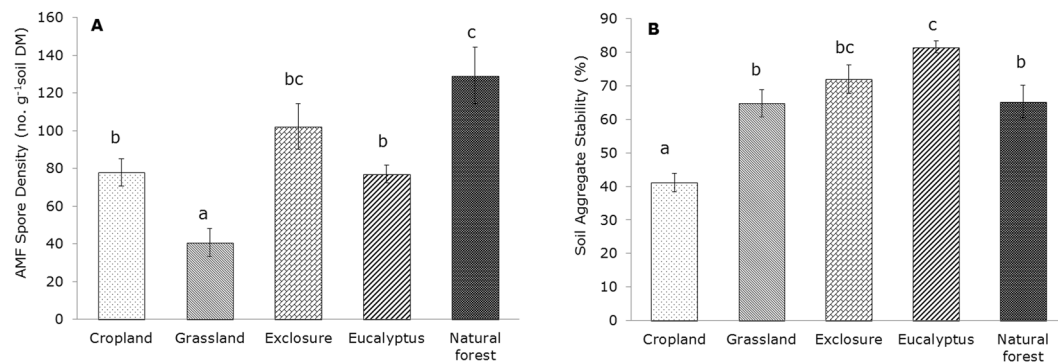 A
AMF Spore Density (no. g⁻¹soil DM)
160
140
120
100
80
60
40
20
0
b
a
bc
b
c
Cropland Grassland Exclosure Eucalyptus Natural
forest
B
Soil Aggregate Stability (%)
90
80
70
60
50
40
30
20
10
0
a
b
bc
c
b
Cropland Grassland Exclosure Eucalyptus Natural
forest